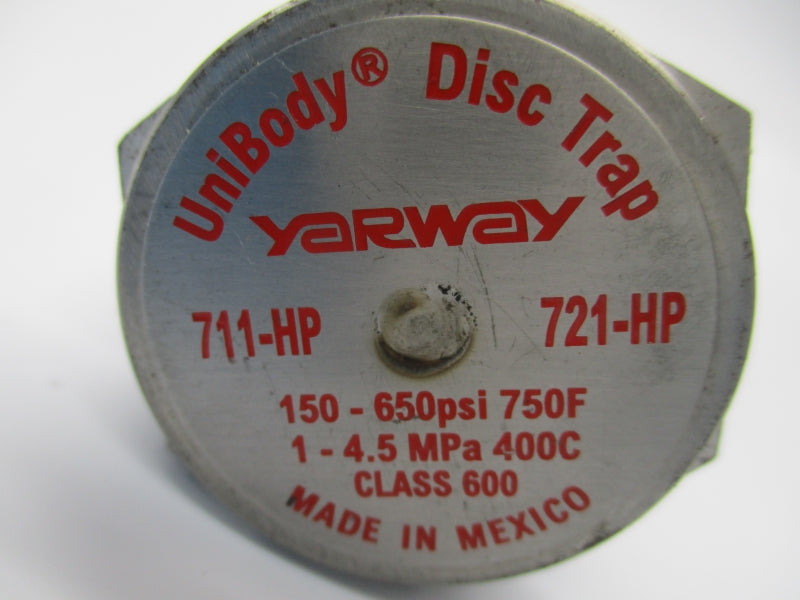 UniBody® Disc Trap
YARWAY
711-HP 721-HP
150 - 650psi 750F
1 - 4.5 MPa 400C
CLASS 600
MADE IN MEXICO